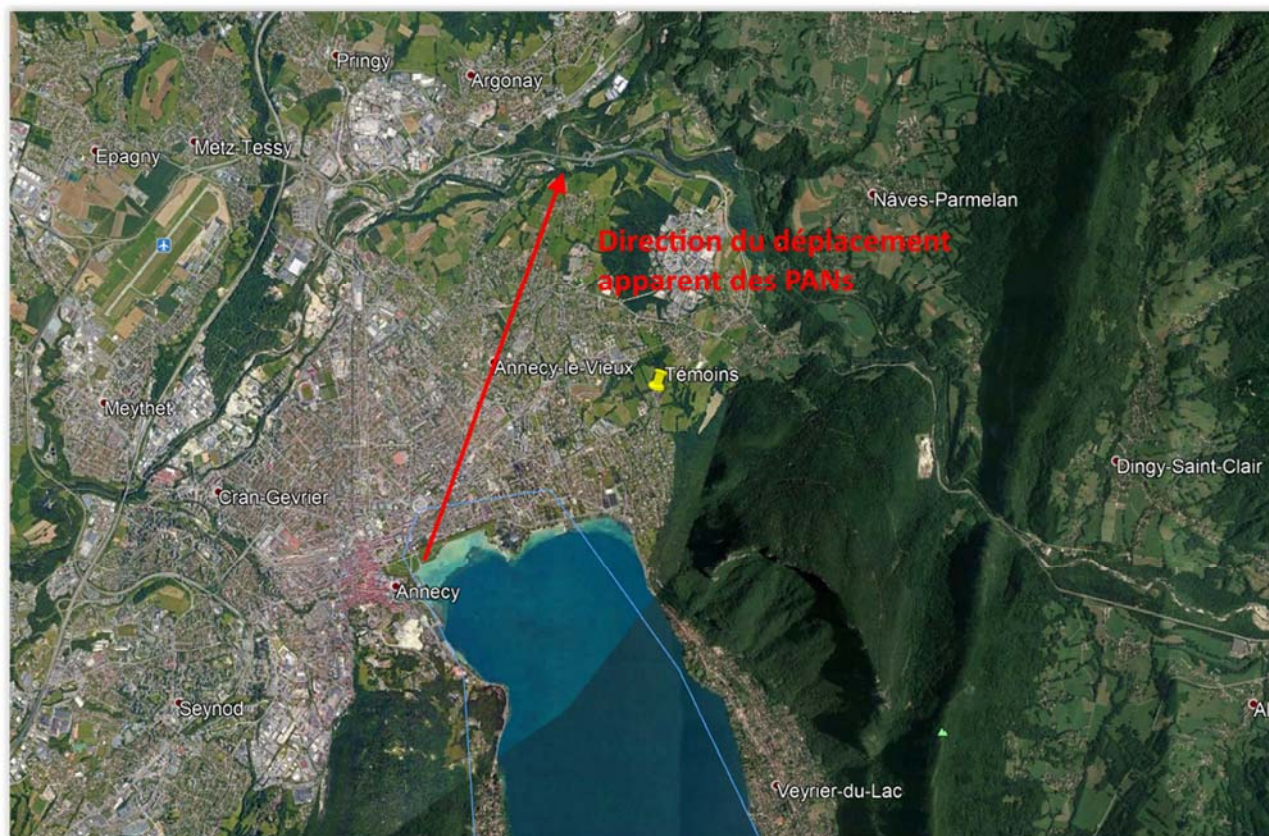 Pringy
Argonay
Epagny
Metz-Tessy
Nâves-Parmelan
Direction du déplacement
apparent des PANs
Annecy-le-Vieux
Témoins
Meythet
Dingy-Saint-Clair
Cran-Gevrier
Annecy
Seynod
Veyrier-du-Lac